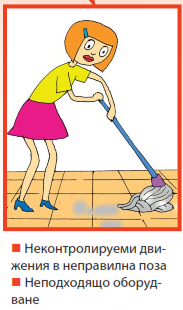 ■ Неконтролируеми дви-
жения в неправилна поза
■ Неподходящо оборуд-
ване